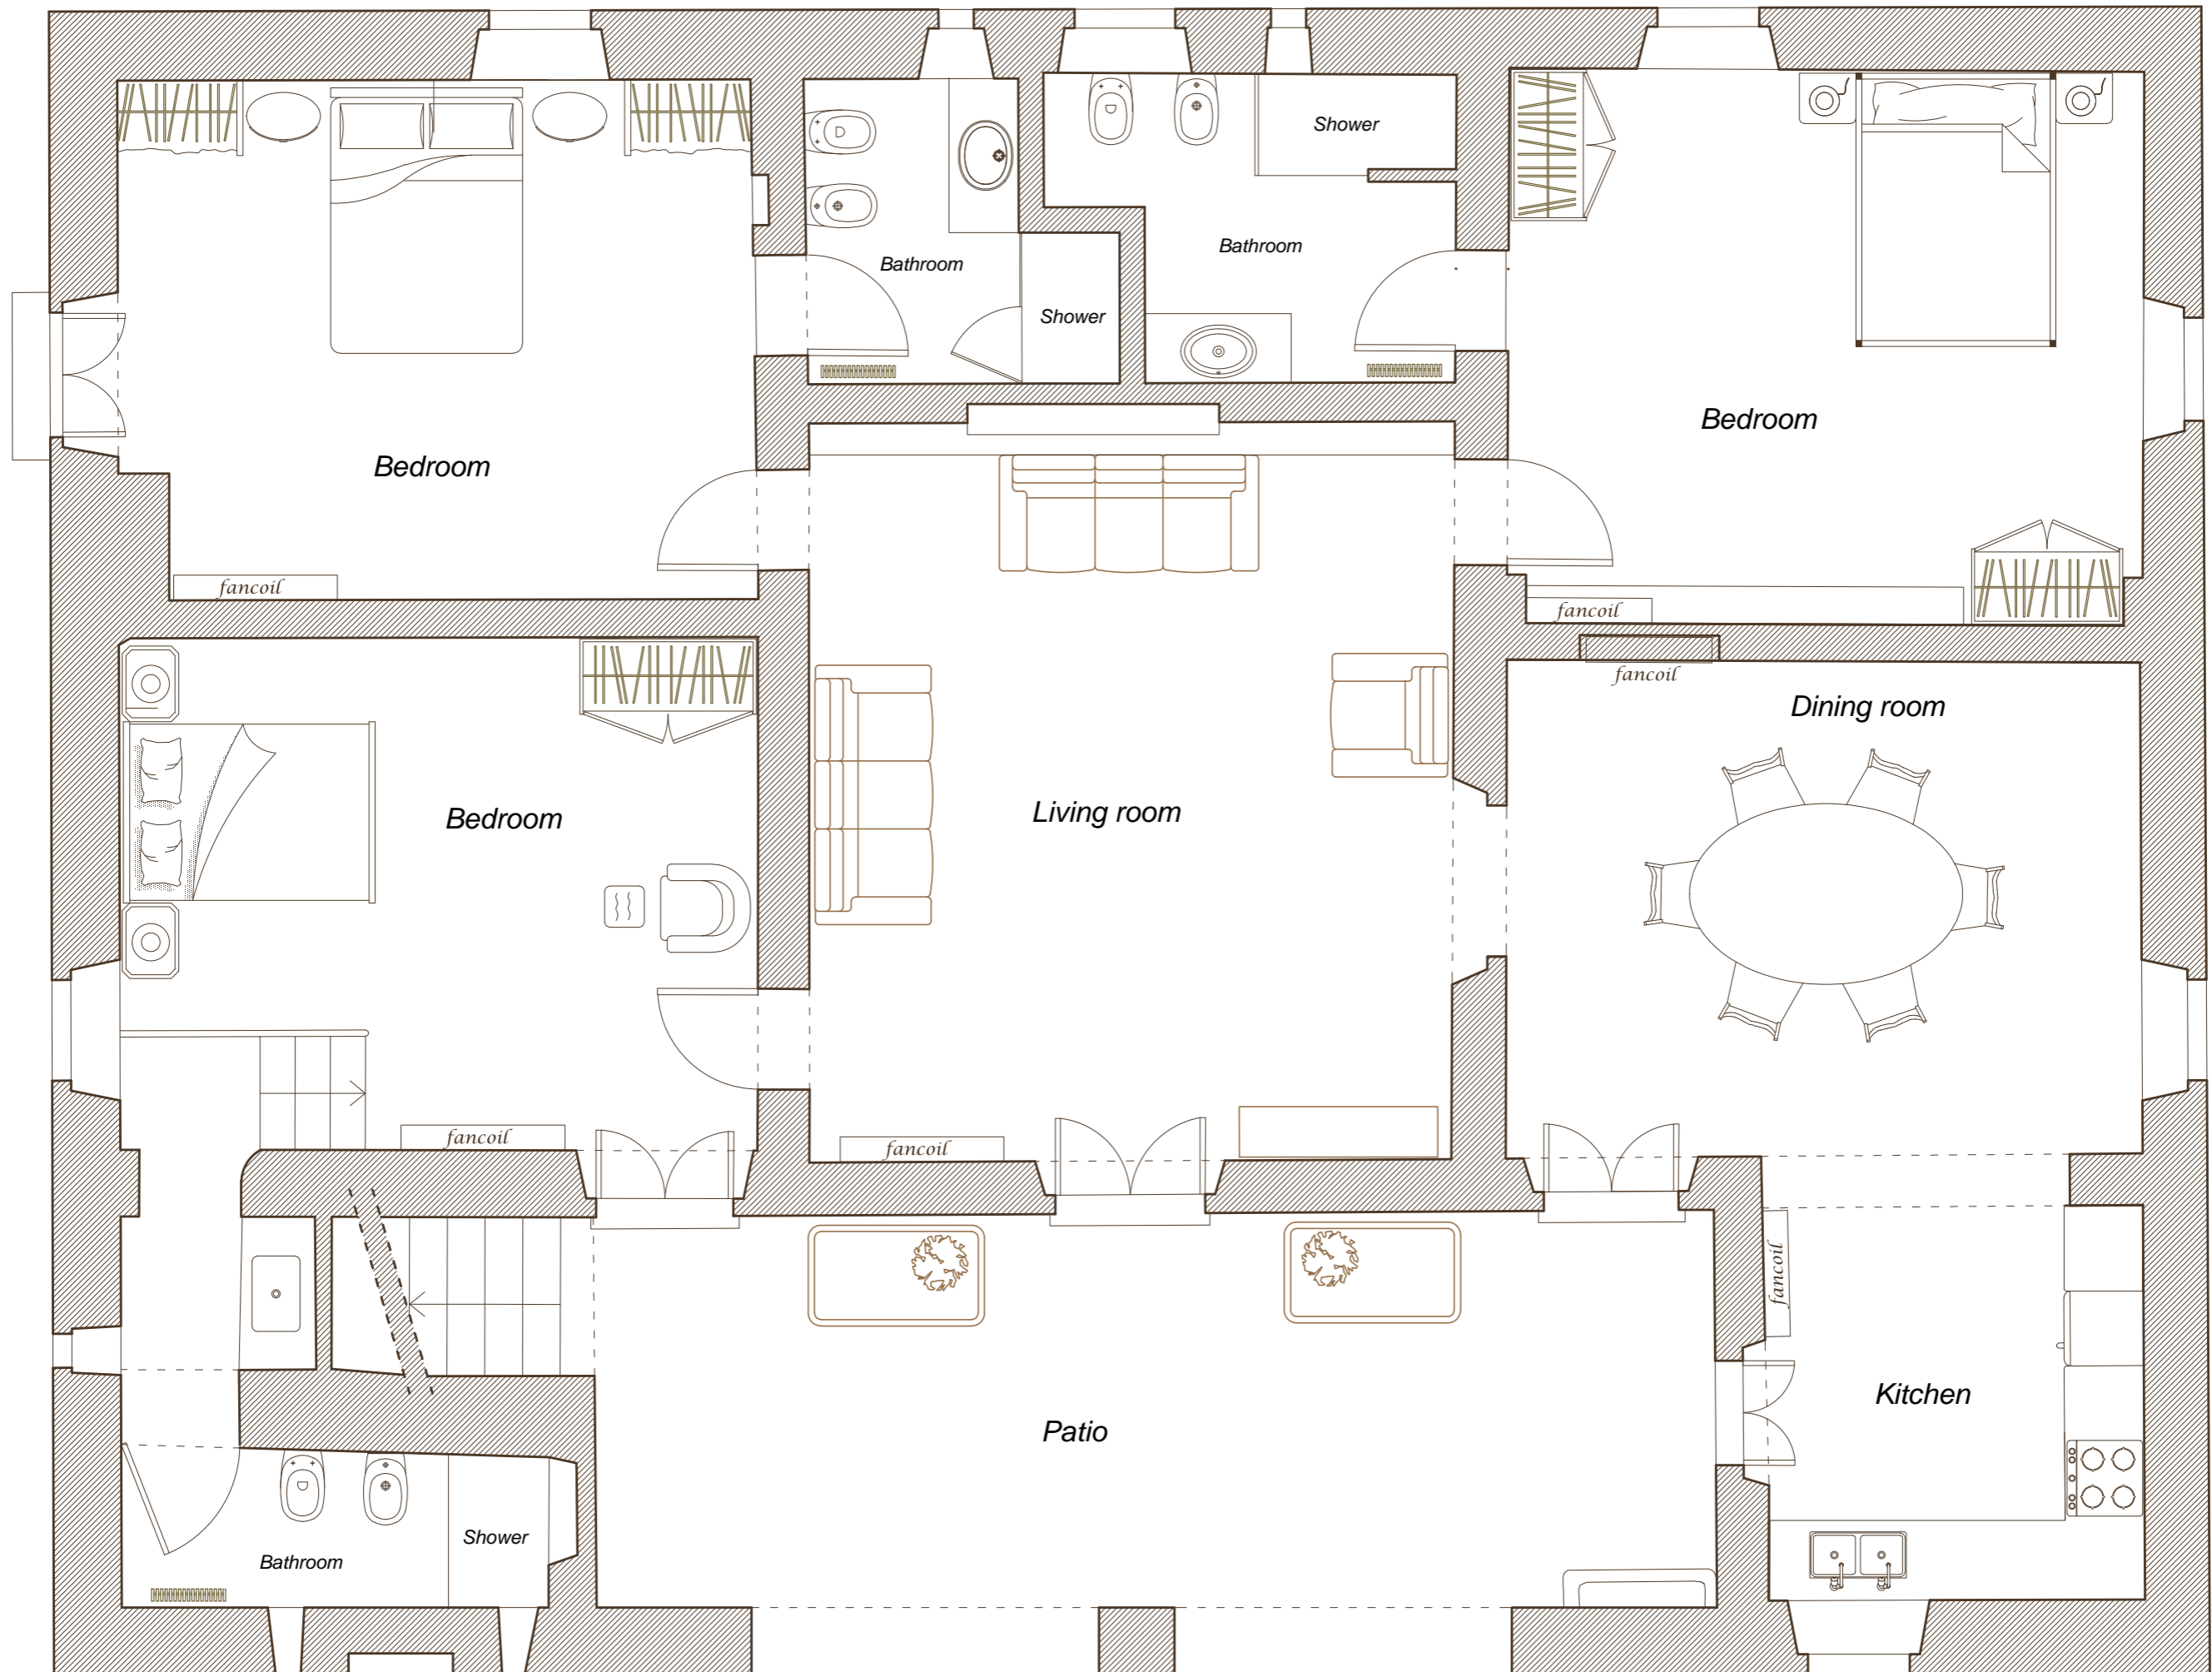 Shower
Bathroom
Bathroom
Shower
Bedroom
Bedroom
fancoil
fancoil
fancoil
Dining room
Bedroom
Living room
fancoil
fancoil
fancoil
Kitchen
Patio
Shower
Bathroom